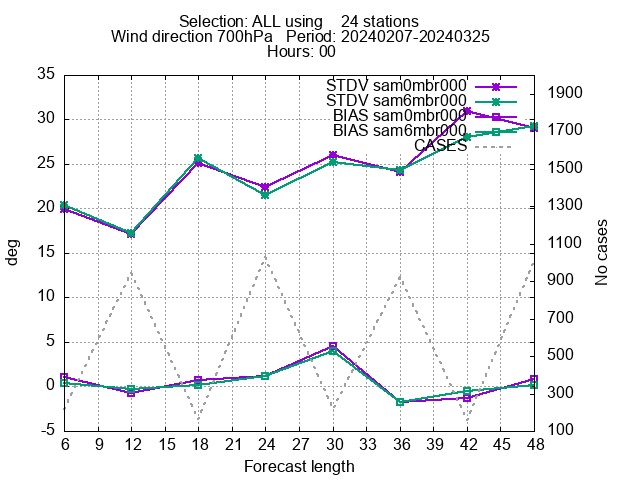 Selection: ALL using    24 stations
Wind direction 700hPa   Period: 20240207-20240325
Hours: 00
STDV sam0mbr000
STDV sam6mbr000
BIAS sam0mbr000
BIAS sam6mbr000
CASES
deg
35
30
25
20
15
10
5
0
-5
No cases
1900
1700
1500
1300
1100
900
700
500
300
100
6 9 12 15 18 21 24 27 30 33 36 39 42 45 48
Forecast length